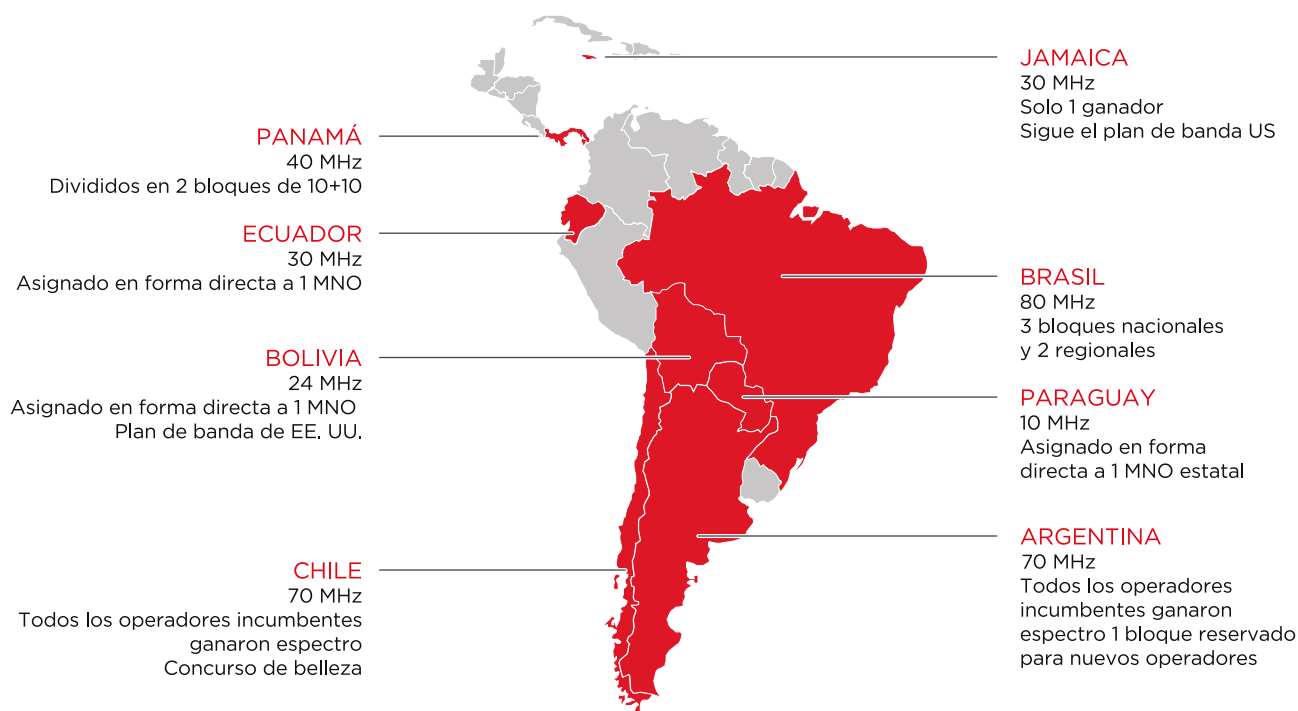 PANAMÁ
40 MHz
Divididos en 2 bloques de 10+10
ECUADOR
30 MHz
Asignado en forma directa a 1 MNO
BOLIVIA
24 MHz
Asignado en forma directa a 1 MNO
Plan de banda de EE. UU.
CHILE
70 MHz
Todos los operadores incumbentes
ganaron espectro
Concurso de belleza
JAMAICA
30 MHz
Solo 1 ganador
Sigue el plan de banda US
BRASIL
80 MHz
3 bloques nacionales
y 2 regionales
PARAGUAY
10 MHz
Asignado en forma
directa a 1 MNO estatal
ARGENTINA
70 MHz
Todos los operadores
incumbentes ganaron
espectro 1 bloque reservado
para nuevos operadores